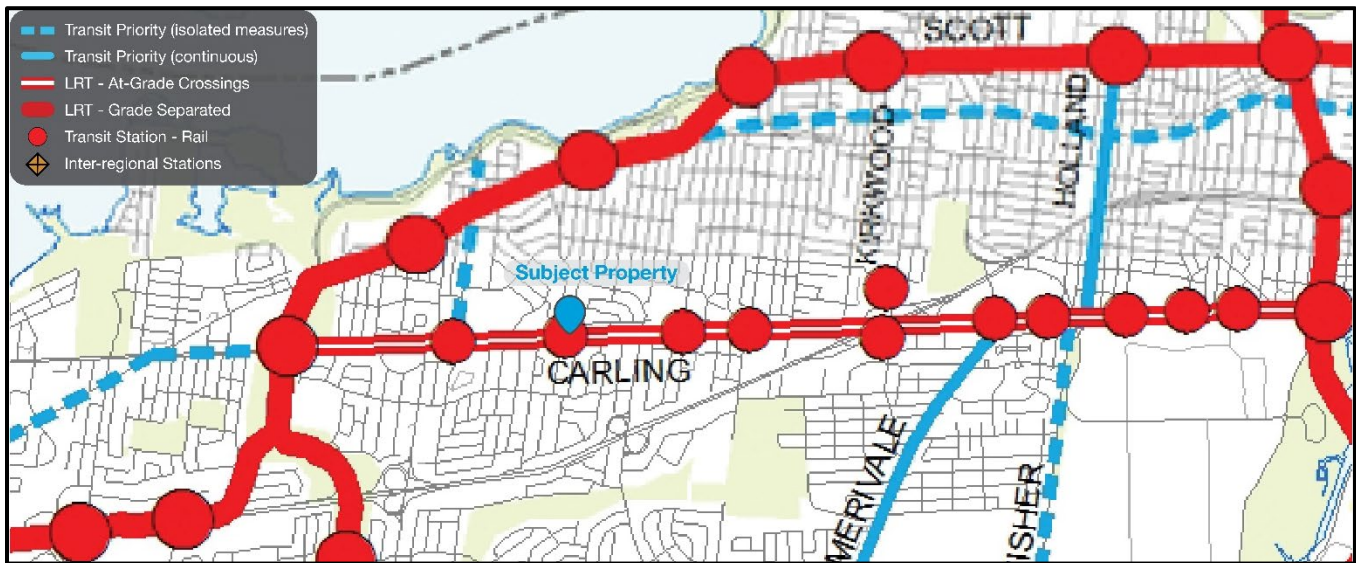 Transit Priority (isolated measures)
Transit Priority (continuous)
LRT - At-Grade Crossings
LRT - Grade Separated
Transit Station - Rail
Inter-regional Stations
SCOTT
HOLLAND
KIRKWOOD
Subject Property
CARLING
MERIVALE
ISHER